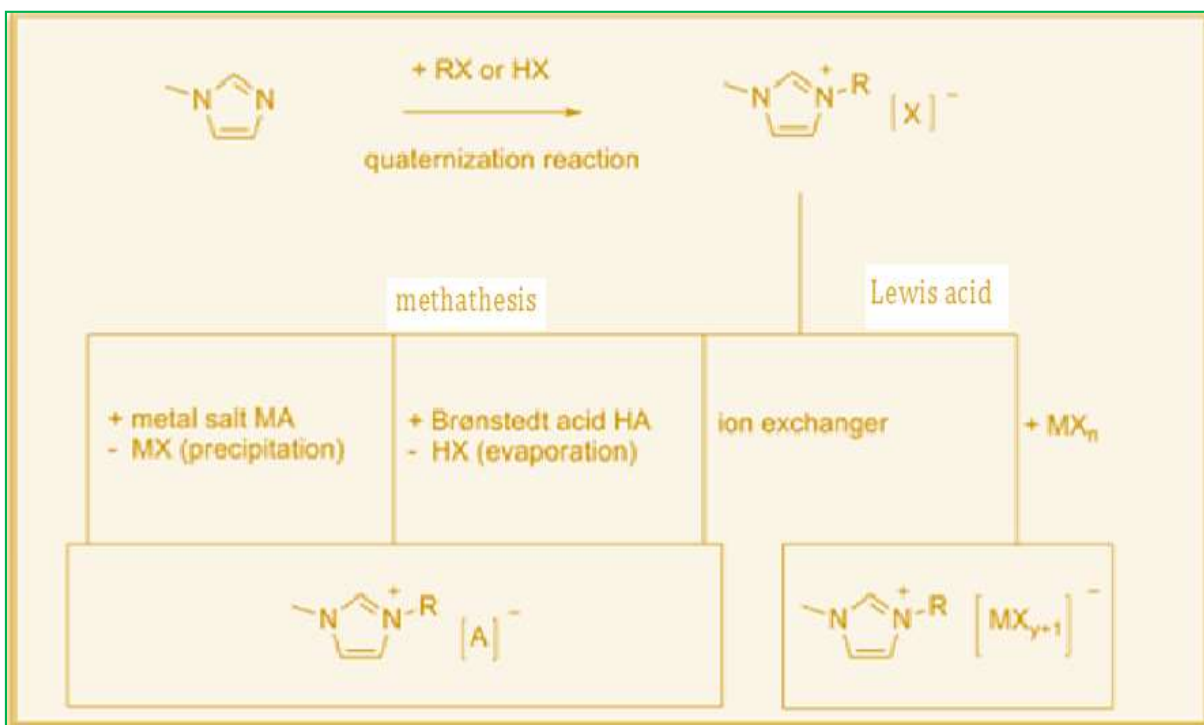 + RX or HX
N N
quaternization reaction
N N + R [X] −
methathesis
Lewis acid
+ metal salt MA
- MX (precipitation)
+ Brønstedt acid HA
- HX (evaporation)
ion exchanger
+ MXn
N N + R [A] −
N N + R [MXy+1] −